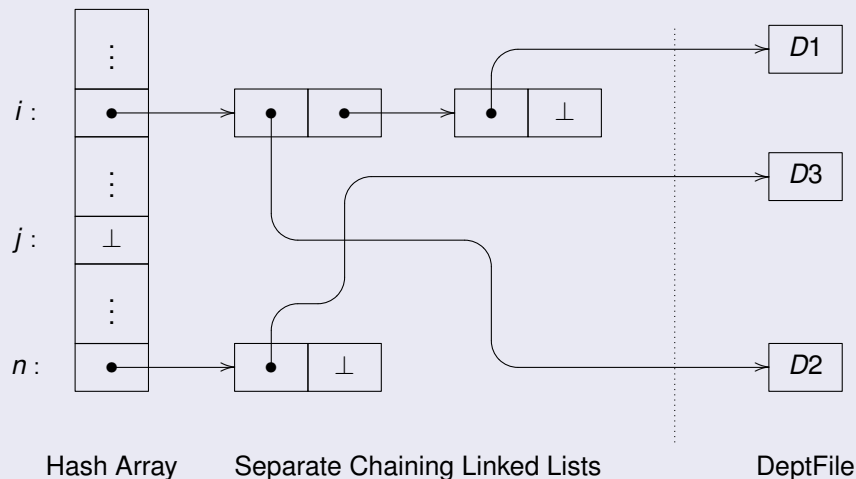 ⋮ D1
i : ⊥
⋮ D3
j : ⊥
⋮
n : ⊥ D2
Hash Array Separate Chaining Linked Lists DeptFile